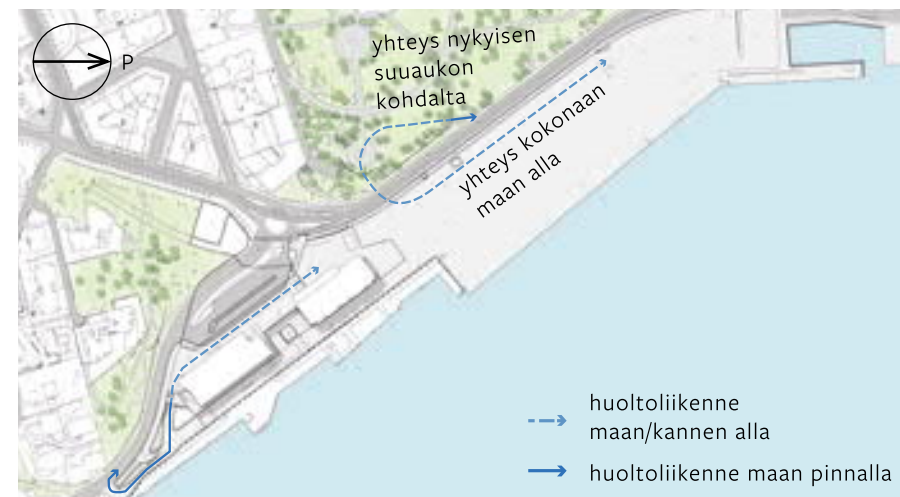 P
yhteys nykyisen
suuaukon
kohdalta
yhteys kokonaan
maan alla
huoltoliikenne
maan/kannen alla
huoltoliikenne maan pinnalla